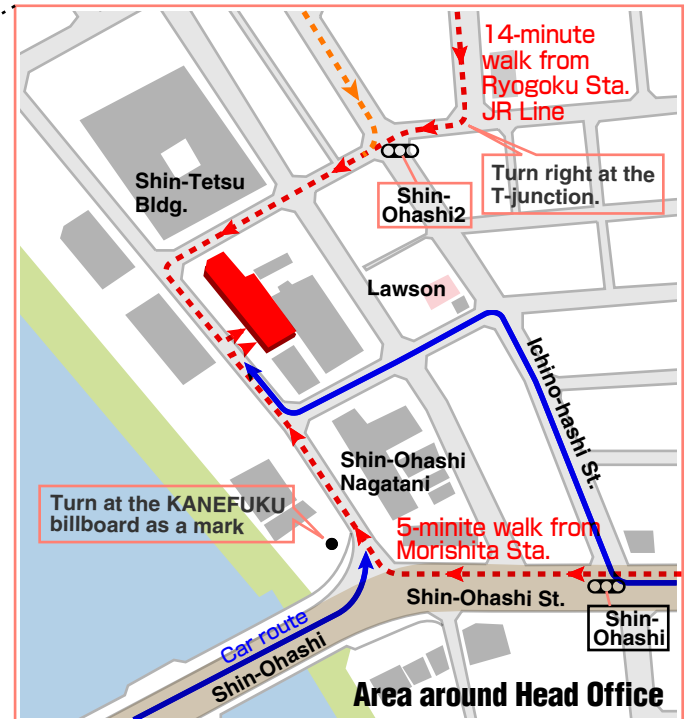 14-minute
walk from
Ryogoku Sta.
JR Line
Turn right at the
T-junction.
Shin-
Ohashi2
Shin-Tetsu
Bldg.
Lawson
Ichino-hashi St.
Shin-Ohashi
Nagatani
Turn at the KANEFUKU
billboard as a mark
5-minite walk from
Morishita Sta.
Shin-Ohashi St.
Shin-
Ohashi
Car route
Shin-Ohashi
Area around Head Office